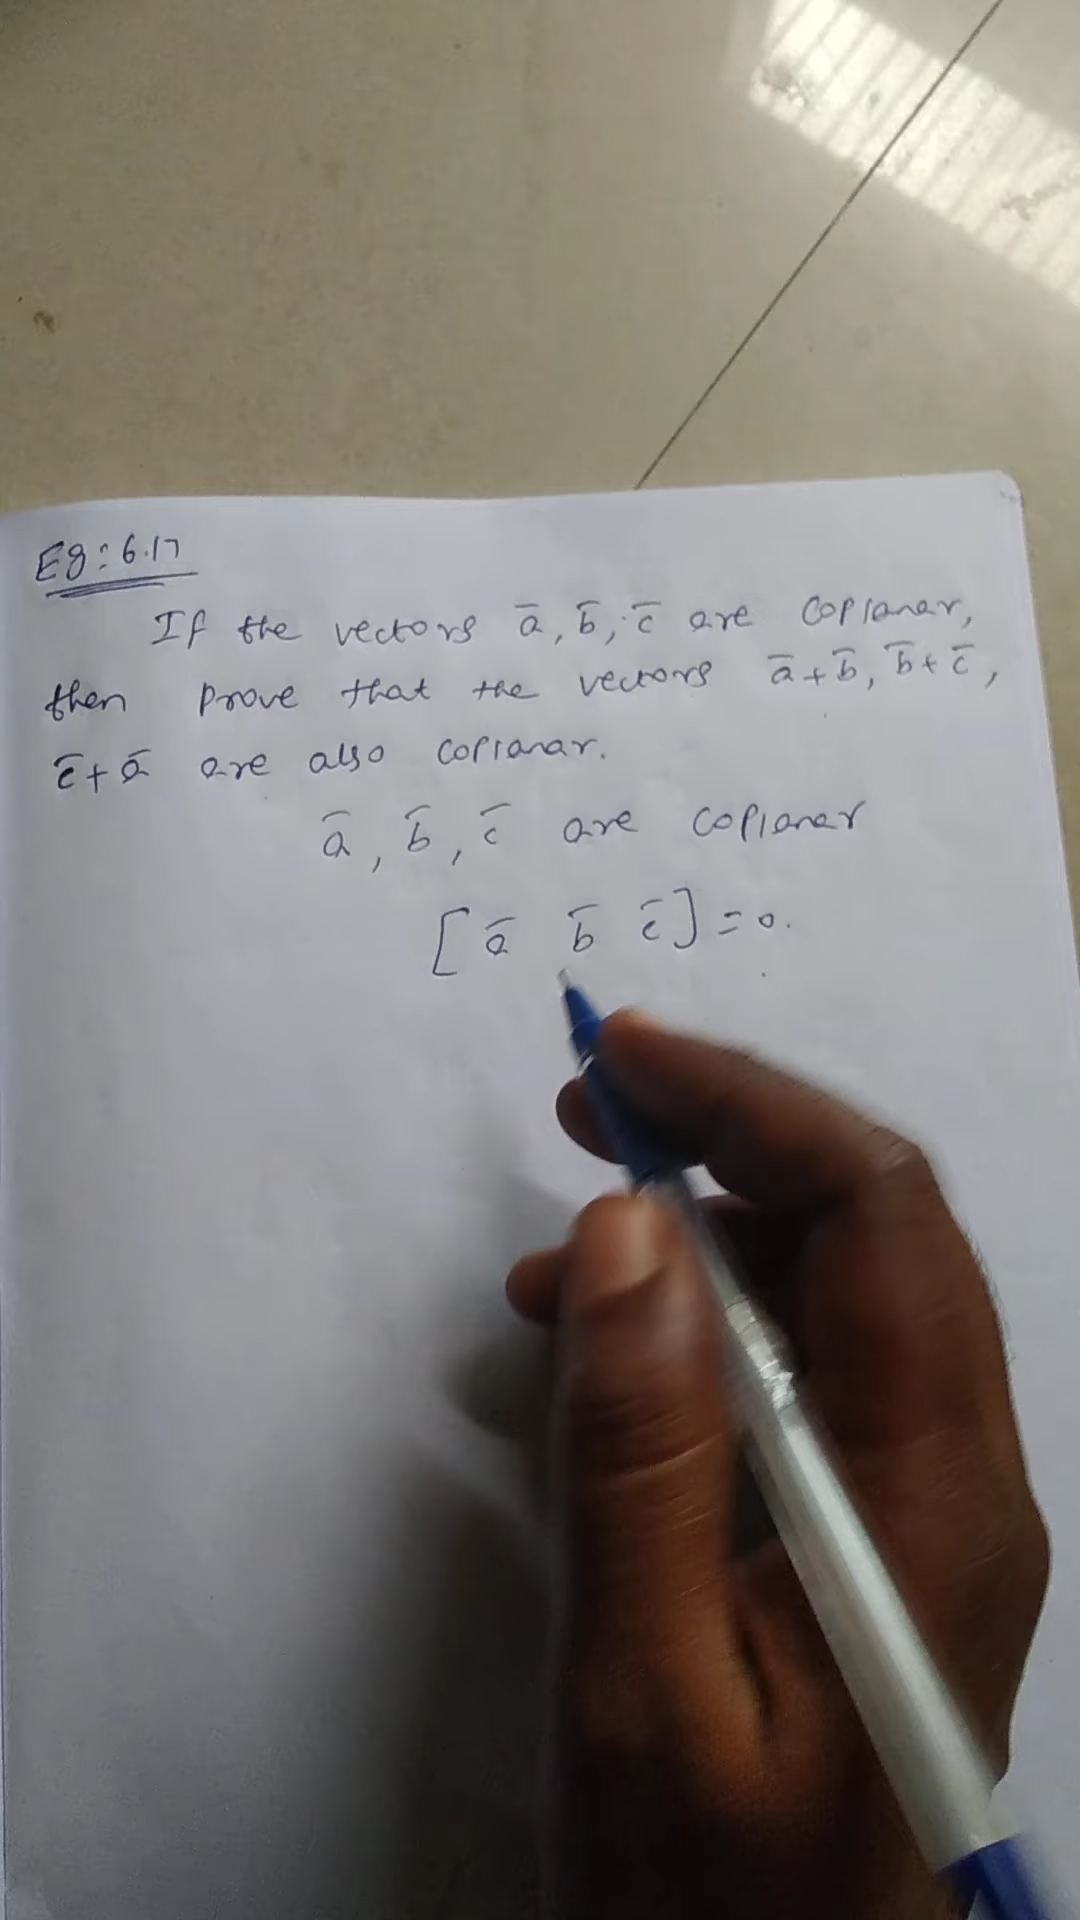 Eg: 6.17
If the vectors a̅, b̅, c̅ are coplanar,
then prove that the vectors a̅+b̅, b̅+c̅,
c̅+a̅ are also coplanar.
a̅, b̅, c̅ are coplanar
[a̅ b̅ c̅]=0.